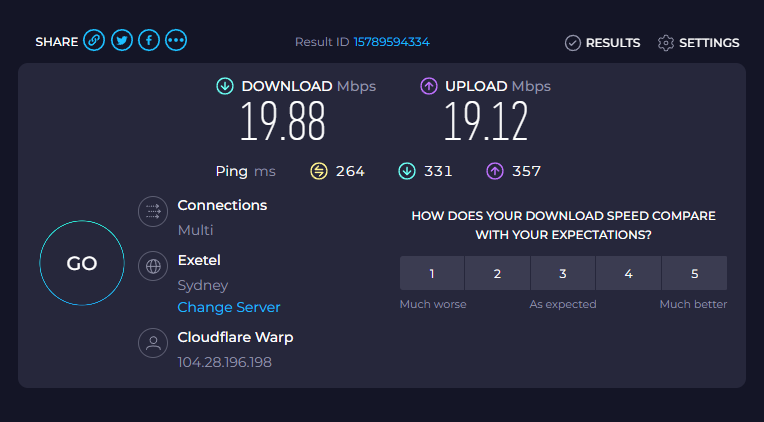 SHARE
Result ID 15789594334
RESULTS
SETTINGS
DOWNLOAD Mbps
UPLOAD Mbps
19.88
19.12
Ping ms
264
331
357
GO
Connections
Multi
Exetel
Sydney
Change Server
Cloudflare Warp
104.28.196.198
HOW DOES YOUR DOWNLOAD SPEED COMPARE
WITH YOUR EXPECTATIONS?
1 2 3 4 5
Much worse As expected Much better